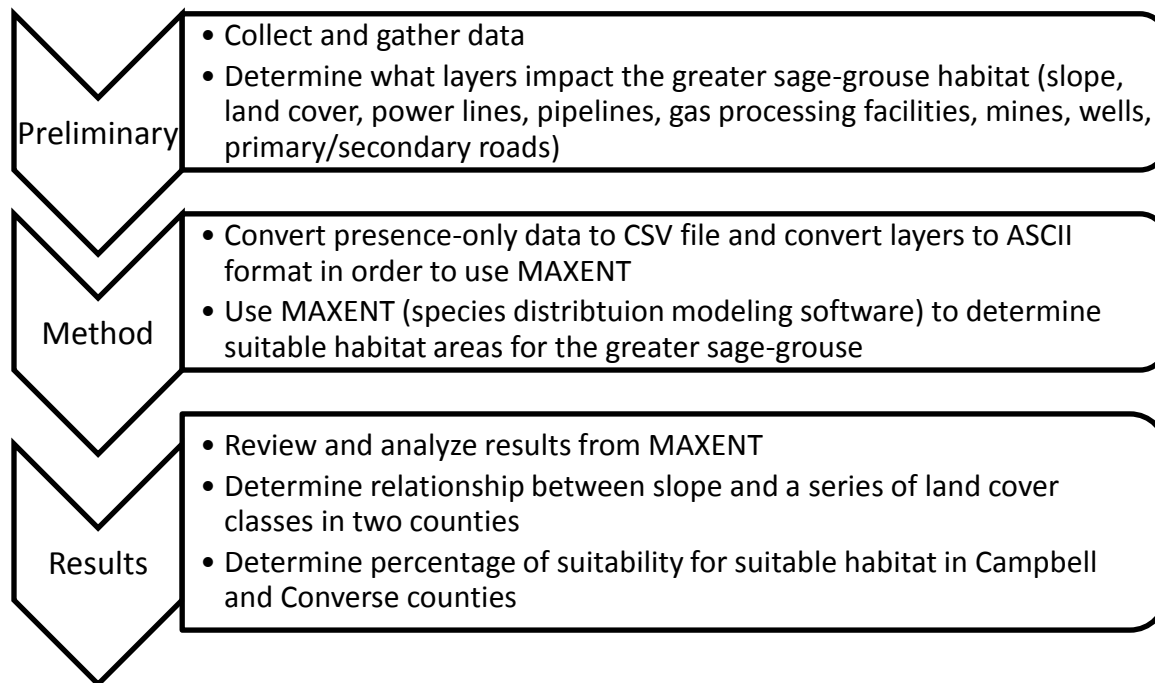 Preliminary
• Collect and gather data
• Determine what layers impact the greater sage-grouse habitat (slope,
land cover, power lines, pipelines, gas processing facilities, mines, wells,
primary/secondary roads)
Method
• Convert presence-only data to CSV file and convert layers to ASCII
format in order to use MAXENT
• Use MAXENT (species distribtuion modeling software) to determine
suitable habitat areas for the greater sage-grouse
Results
• Review and analyze results from MAXENT
• Determine relationship between slope and a series of land cover
classes in two counties
• Determine percentage of suitability for suitable habitat in Campbell
and Converse counties